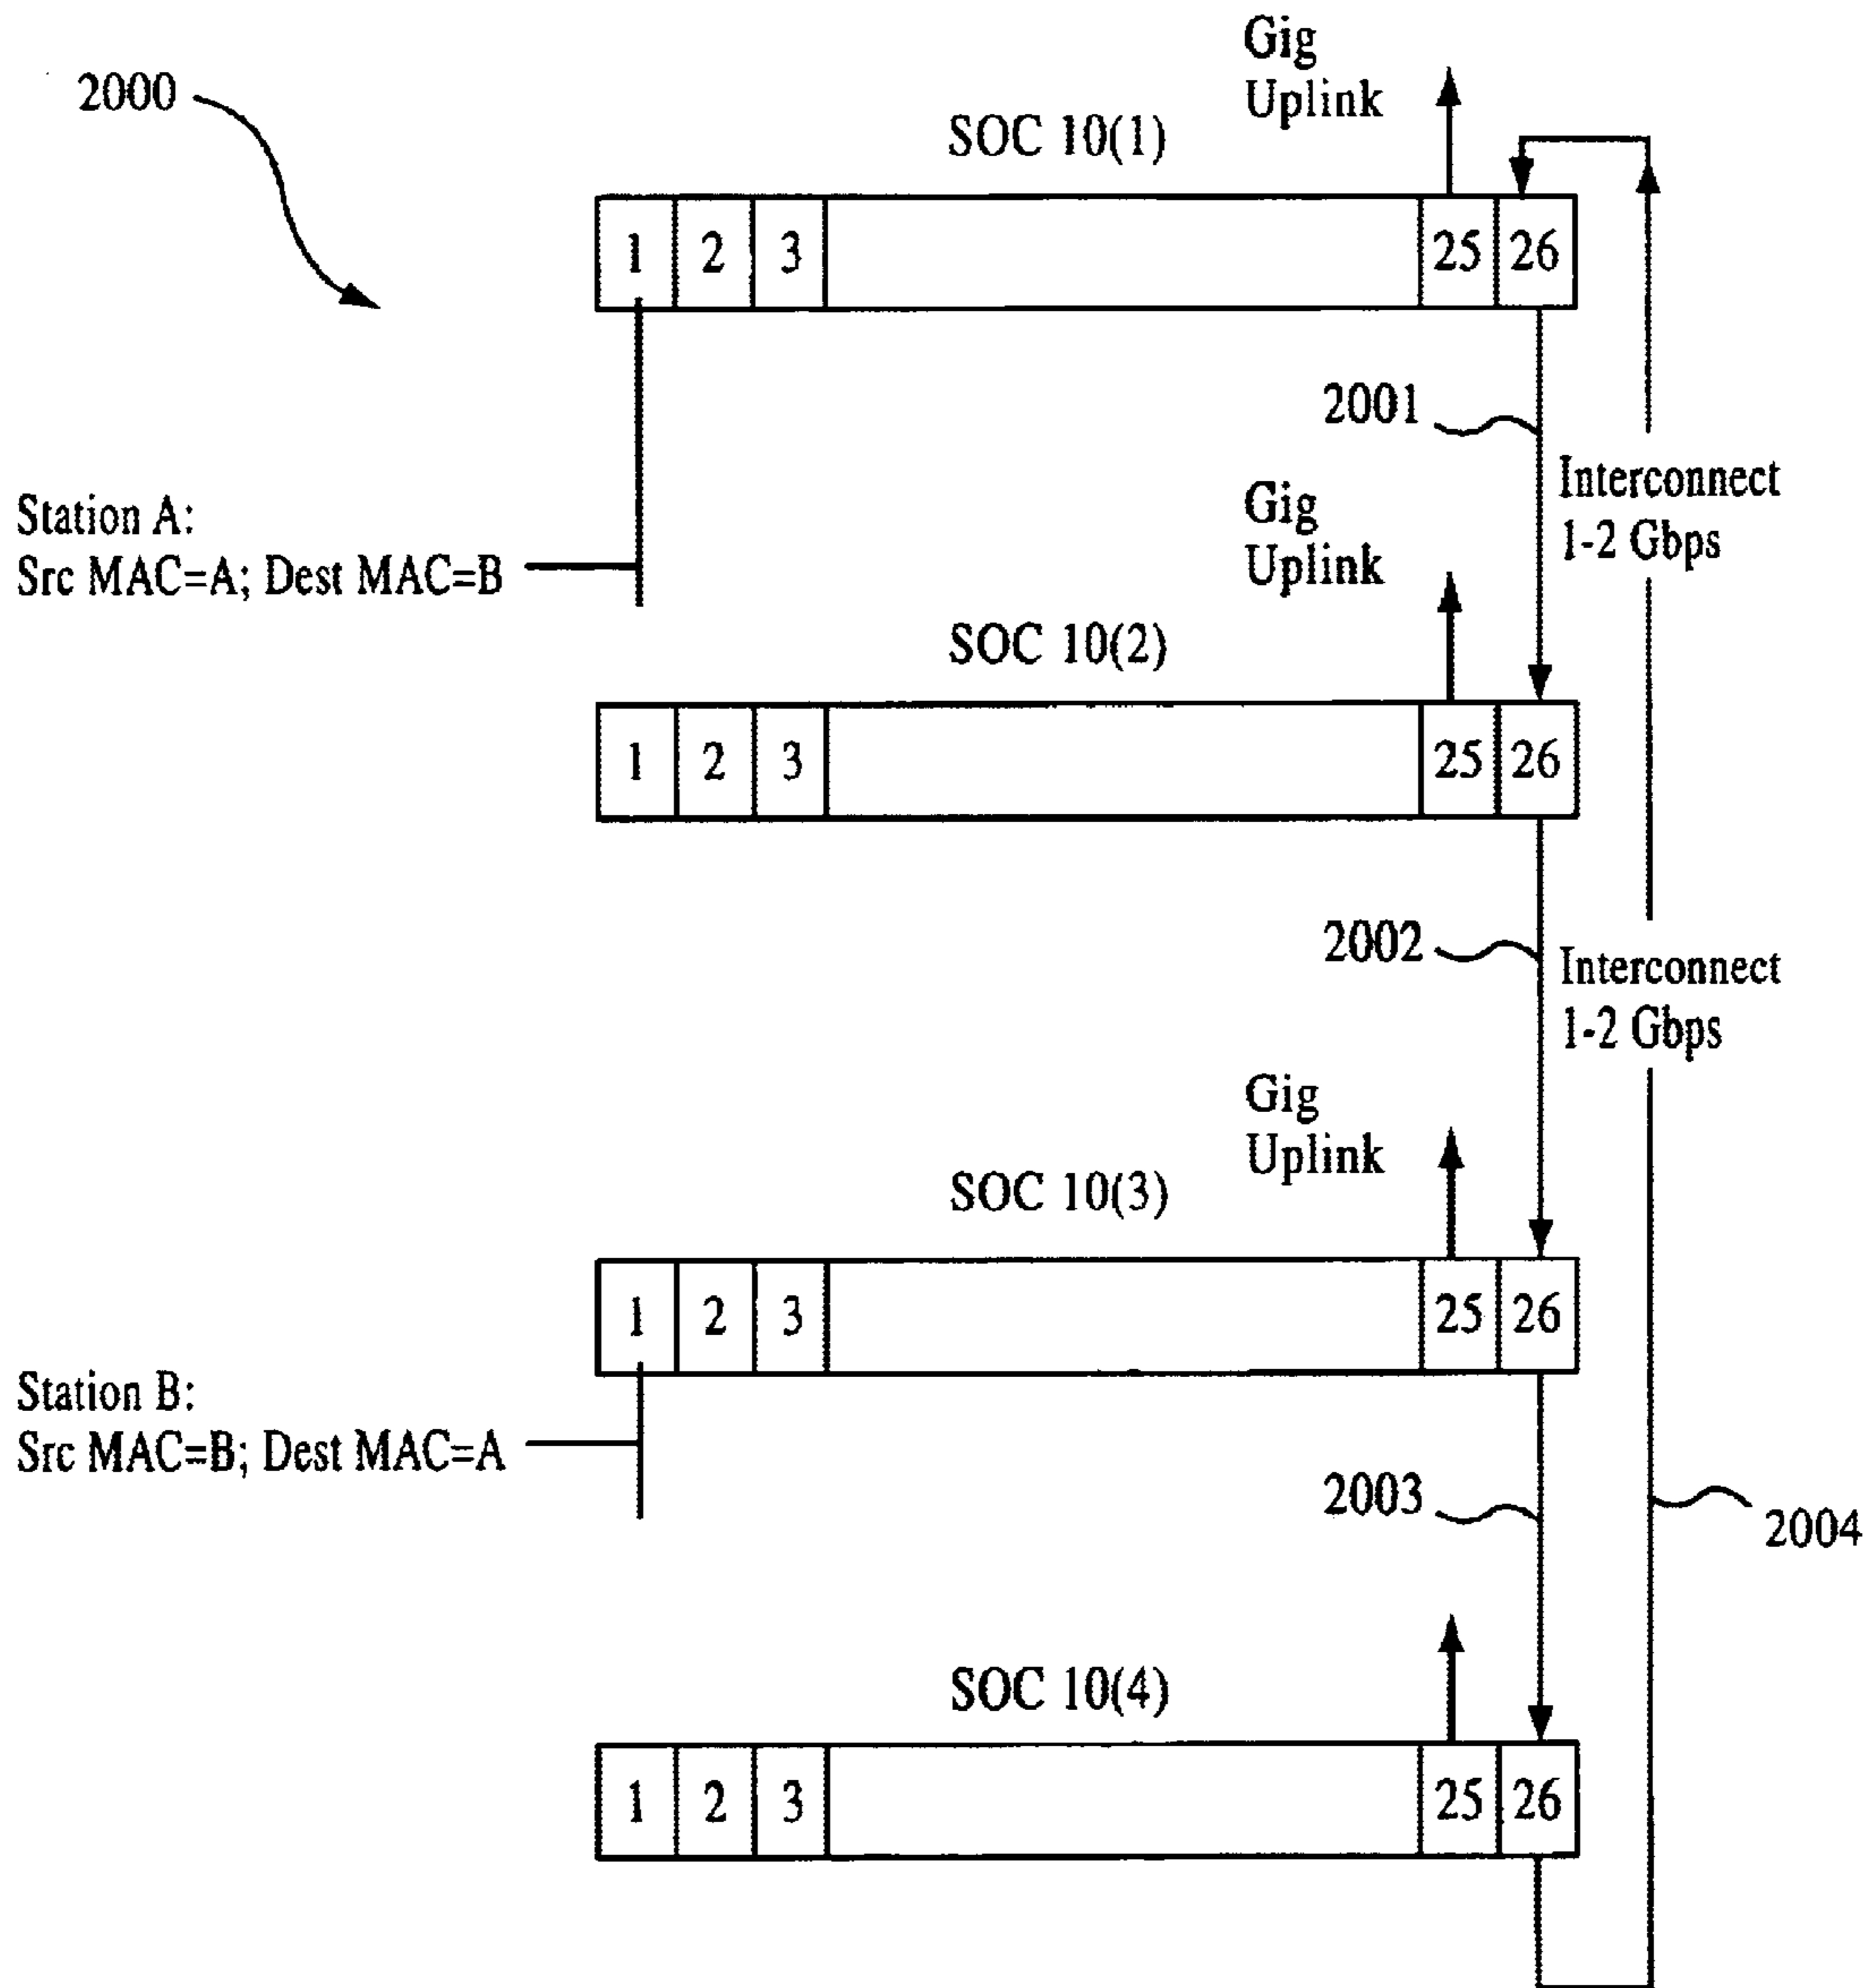 2000
Gig
Uplink
SOC 10(1)
1 2 3 25 26
2001
Interconnect
1-2 Gbps
Station A:
Src MAC=A; Dest MAC=B
Gig
Uplink
SOC 10(2)
1 2 3 25 26
2002
Interconnect
1-2 Gbps
Gig
Uplink
SOC 10(3)
1 2 3 25 26
Station B:
Src MAC=B; Dest MAC=A
2003
2004
SOC 10(4)
1 2 3 25 26